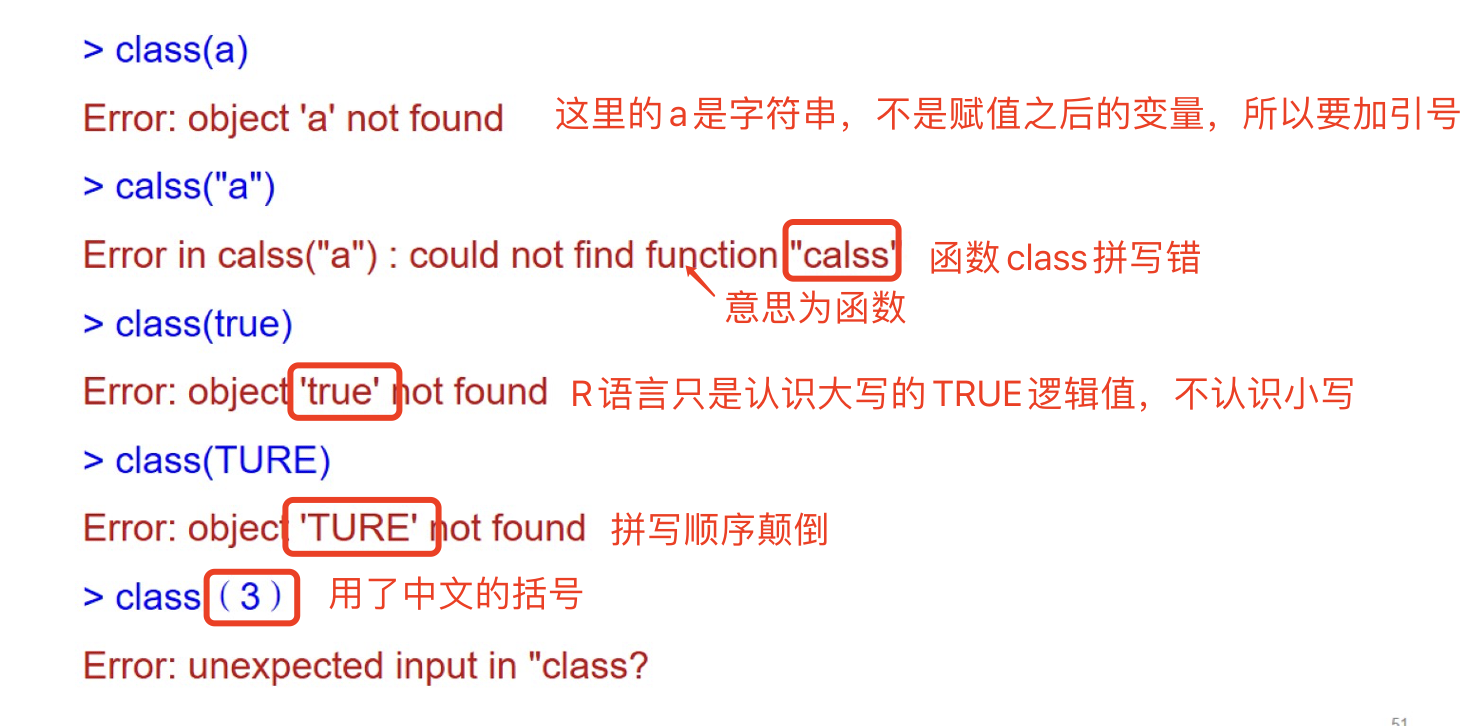 > class(a)
Error: object 'a' not found 这里的a是字符串，不是赋值之后的变量，所以要加引号
> calss("a")
Error in calss("a") : could not find function "calss" 函数class拼写错
意思为函数
> class(true)
Error: object 'true' not found R语言只是认识大写的TRUE逻辑值，不认识小写
> class(TURE)
Error: object 'TURE' not found 拼写顺序颠倒
> class（3） 用了中文的括号
Error: unexpected input in "class?
51